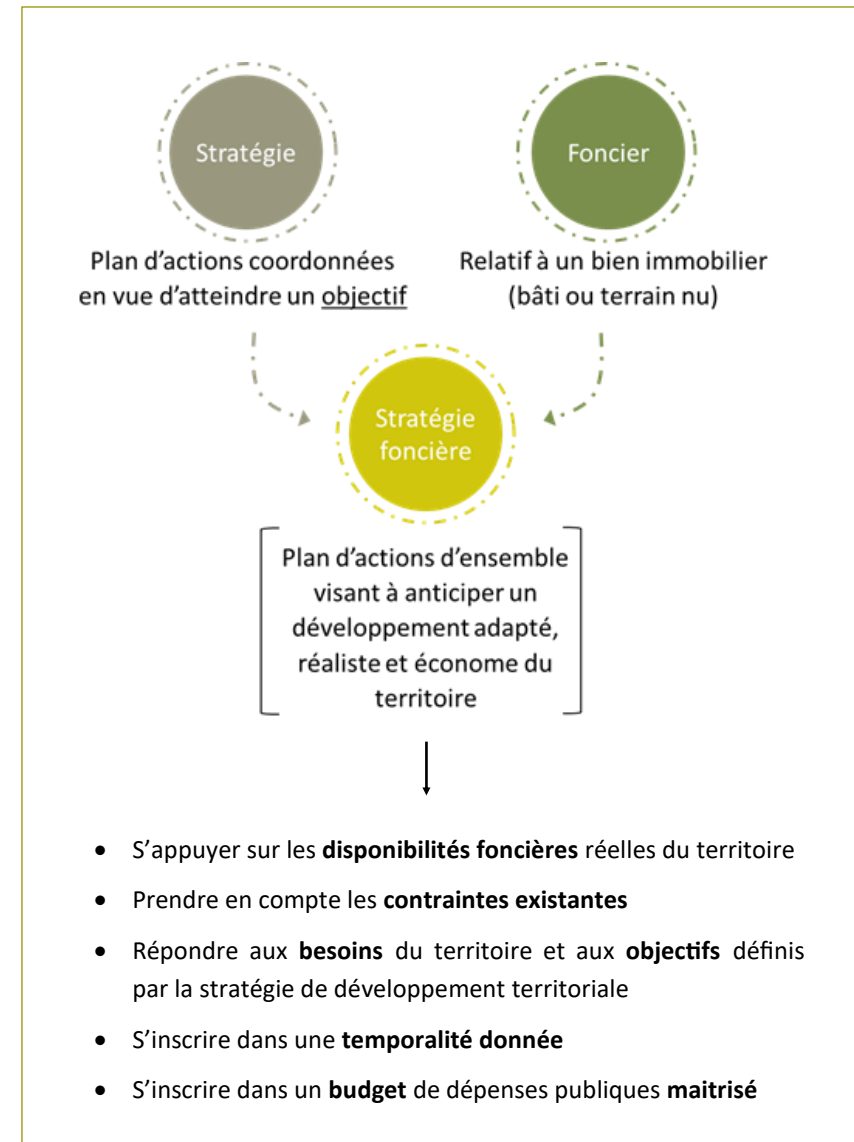 Stratégie
Foncier
Plan d’actions coordonnées
en vue d’atteindre un objectif
Relatif à un bien immobilier
(bâti ou terrain nu)
Stratégie
foncière
Plan d’actions d’ensemble
visant à anticiper un
développement adapté,
réaliste et économe du
territoire
• S’appuyer sur les disponibilités foncières réelles du territoire
• Prendre en compte les contraintes existantes
• Répondre aux besoins du territoire et aux objectifs définis
par la stratégie de développement territoriale
• S’inscrire dans une temporalité donnée
• S’inscrire dans un budget de dépenses publiques maitrisé